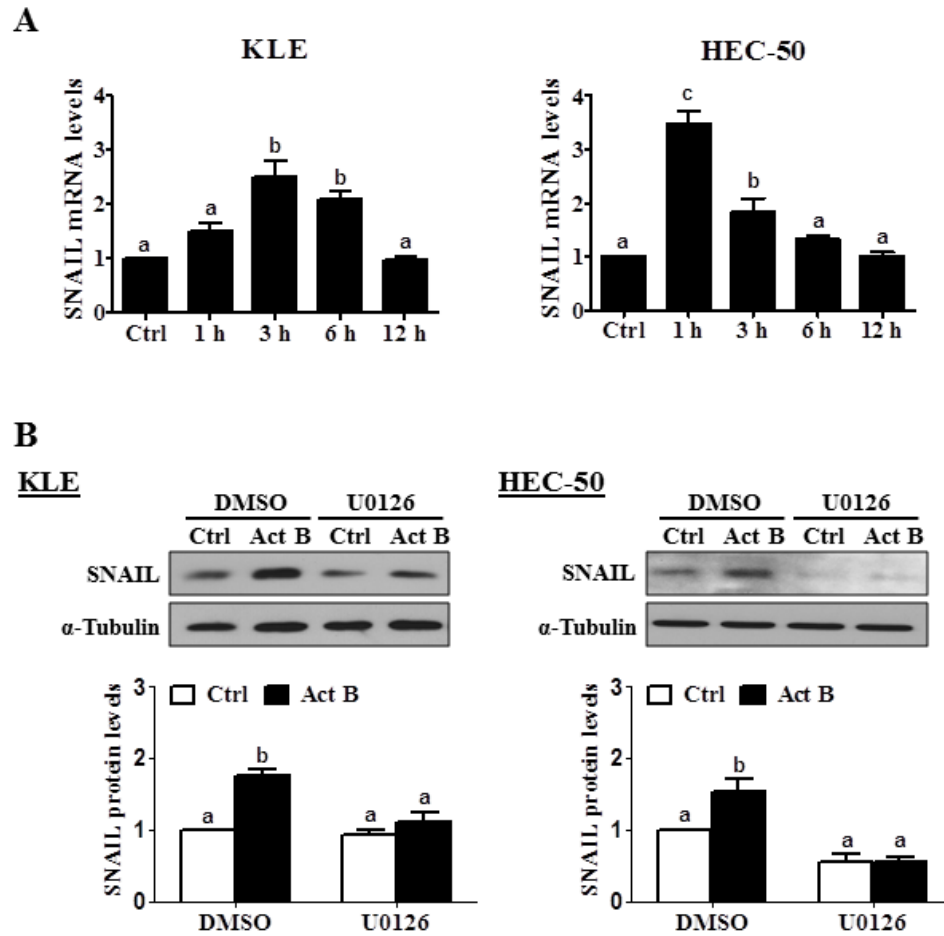 A
KLE
SNAIL mRNA levels
4
3
2
1
0
a
a
b
b
a
Ctrl 1 h 3 h 6 h 12 h
HEC-50
SNAIL mRNA levels
4
3
2
1
0
a
c
b
a
a
Ctrl 1 h 3 h 6 h 12 h
B
KLE
DMSO U0126
Ctrl Act B Ctrl Act B
SNAIL
α-Tubulin
SNAIL protein levels
3
2
1
0
Ctrl Act B
a
b
a
a
DMSO U0126
HEC-50
DMSO U0126
Ctrl Act B Ctrl Act B
SNAIL
α-Tubulin
SNAIL protein levels
3
2
1
0
Ctrl Act B
a
b
a
a
DMSO U0126